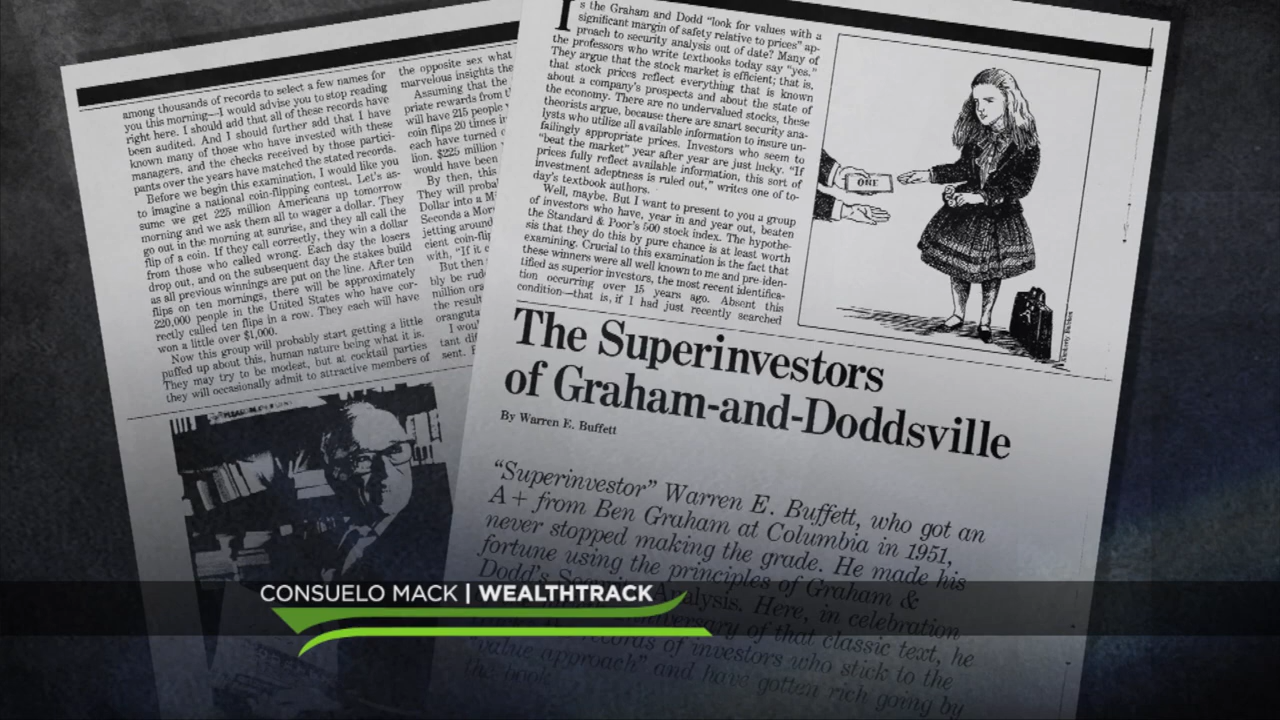 among thousands of records to select a few names for
you this morning—I would advise you to stop reading
right here. I should add that all of these records have
been audited. And I should further add that I have
known many of those who have invested with these
managers, and the checks received by those partici-
pants over the years have matched the stated records.
Before we begin this examination, I would like you
to imagine a national coin-flipping contest. Let's as-
sume we get 225 million Americans up tomorrow
morning and we ask them all to wager a dollar. They
go out in the morning at sunrise, and they all call the
flip of a coin. If they call correctly, they win a dollar
from those who called wrong. Each day the losers
drop out, and on the subsequent day the stakes build
as all previous winnings are put on the line. After ten
flips on ten mornings, there will be approximately
220,000 people in the United States who have cor-
rectly called ten flips in a row. They each will have
won a little over $1,000.
Now this group will probably start getting a little
puffed up about this, human nature being what it is.
They may try to be modest, but at cocktail parties
they will occasionally admit to attractive members of
the opposite sex what
marvelous insights the
Assuming that the
priate rewards from t
will have 215 people
coin flips 20 times in
each have turned
lion. $225 million
would have been
By then, this
They will proba
Dollar into a Mi
Seconds a Mor
jetting around
cient coin-flip
with, "If it c
But then
bly be rud
million ora
the result
oranguta
I woul
tant dif
sent. F
Is the Graham and Dodd "look for values with a
significant margin of safety relative to prices" ap-
proach to security analysis out of date? Many of
the professors who write textbooks today say "yes."
They argue that the stock market is efficient; that is,
that stock prices reflect everything that is known
about a company's prospects and about the state of
the economy. There are no undervalued stocks, these
theorists argue, because there are smart security ana-
lysts who utilize all available information to insure un-
failingly appropriate prices. Investors who seem to
"beat the market" year after year are just lucky. "If
prices fully reflect available information, this sort of
investment adeptness is ruled out," writes one of to-
day's textbook authors.
Well, maybe. But I want to present to you a group
of investors who have, year in and year out, beaten
the Standard & Poor's 500 stock index. The hypothe-
sis that they do this by pure chance is at least worth
examining. Crucial to this examination is the fact that
these winners were all well known to me and pre-iden-
tified as superior investors, the most recent identifica-
tion occurring over 15 years ago. Absent this
condition—that is, if I had just recently searched
ONE
The Superinvestors
of Graham-and-Doddsville
By Warren E. Buffett
"Superinvestor" Warren E. Buffett, who got an
A+ from Ben Graham at Columbia in 1951,
never stopped making the grade. He made his
fortune using the principles of Graham &
Dodd's Analysis. Here, in celebration
of that classic text, he
records of investors who stick to the
"value approach" and have gotten rich going by
the book.
CONSUELO MACK | WEALTHTRACK